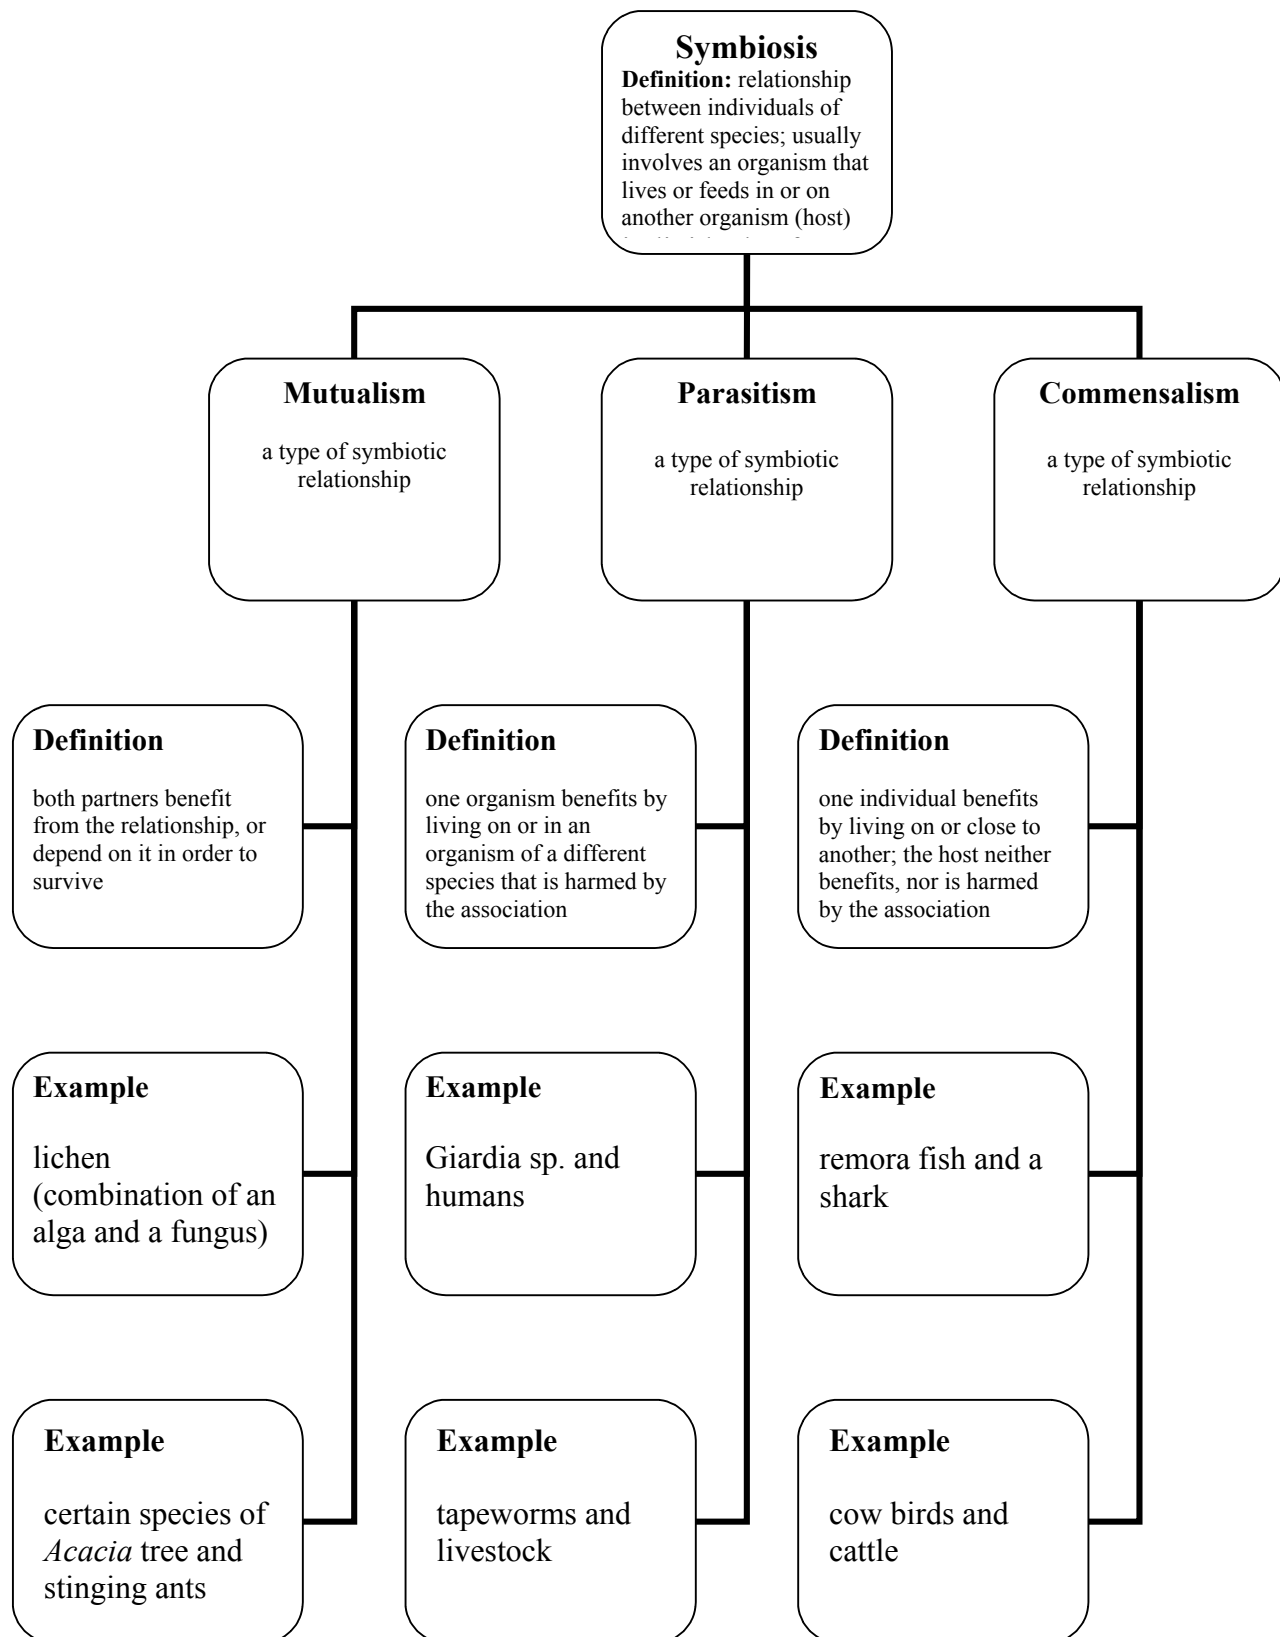 Symbiosis
Definition: relationship
between individuals of
different species; usually
involves an organism that
lives or feeds in or on
another organism (host)
Mutualism
a type of symbiotic
relationship
Parasitism
a type of symbiotic
relationship
Commensalism
a type of symbiotic
relationship
Definition
both partners benefit
from the relationship, or
depend on it in order to
survive
Definition
one organism benefits by
living on or in an
organism of a different
species that is harmed by
the association
Definition
one individual benefits
by living on or close to
another; the host neither
benefits, nor is harmed
by the association
Example
lichen
(combination of an
alga and a fungus)
Example
Giardia sp. and
humans
Example
remora fish and a
shark
Example
certain species of
Acacia tree and
stinging ants
Example
tapeworms and
livestock
Example
cow birds and
cattle